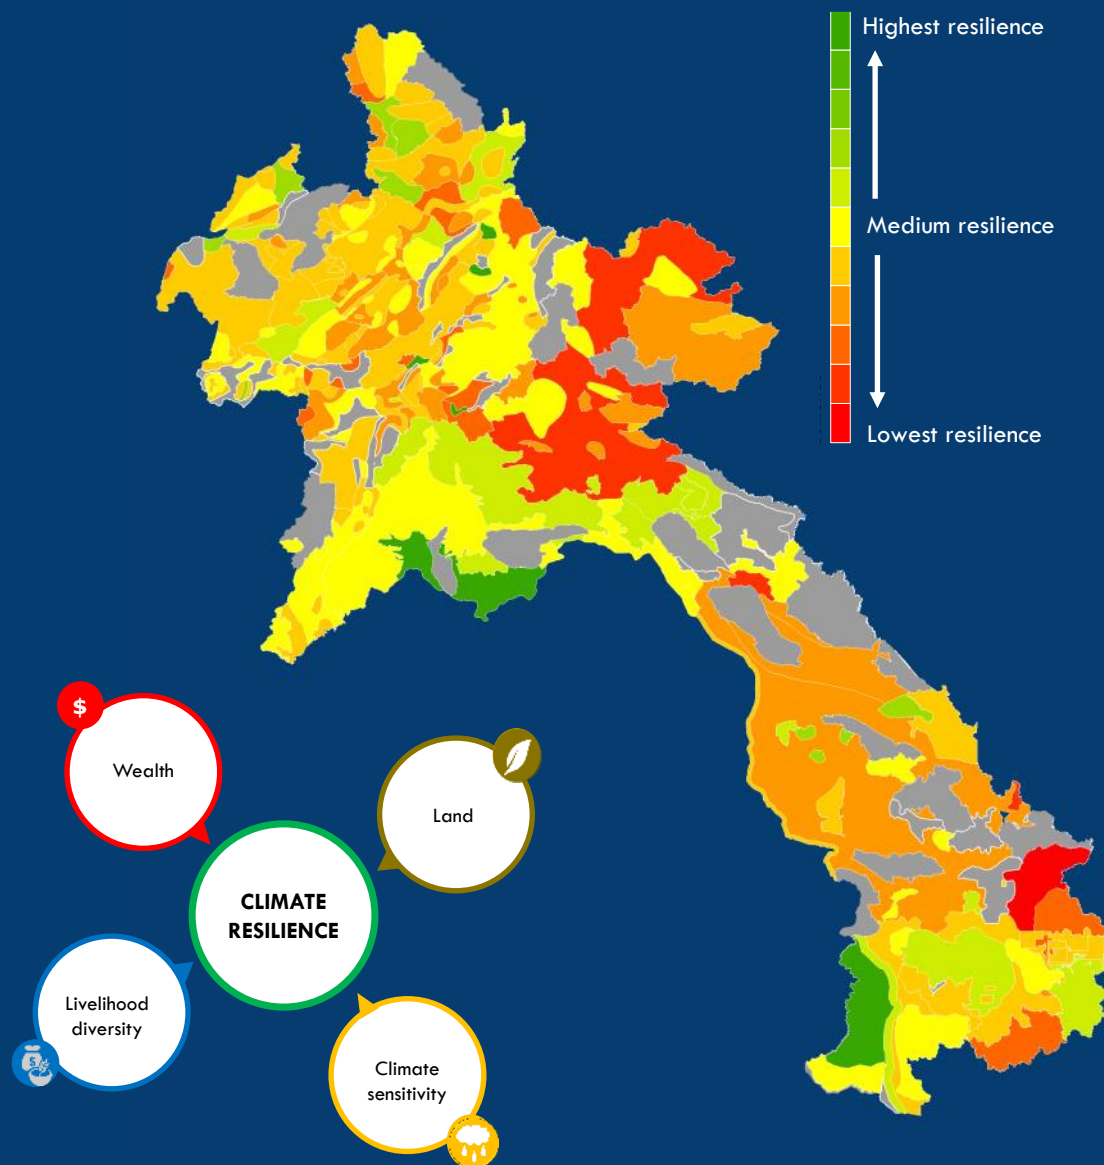 Highest resilience
Medium resilience
Lowest resilience
$
Wealth
Land
CLIMATE
RESILIENCE
Livelihood
diversity
$
Climate
sensitivity